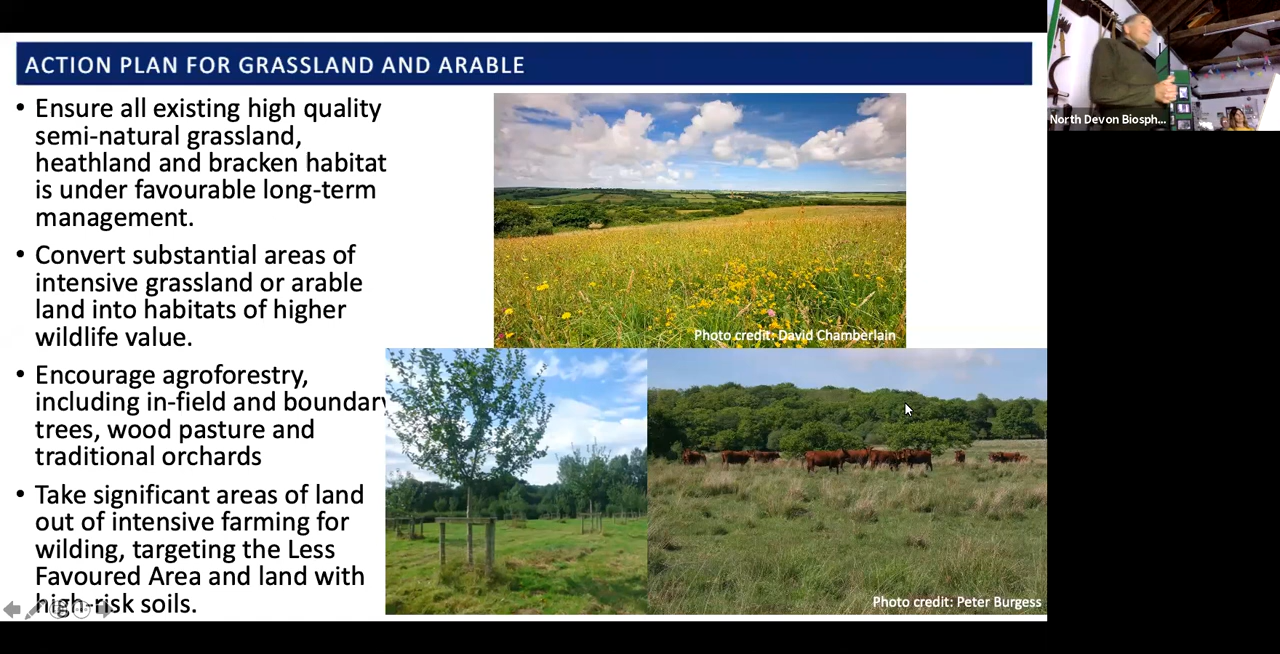 ACTION PLAN FOR GRASSLAND AND ARABLE
• Ensure all existing high quality
semi-natural grassland,
heathland and bracken habitat
is under favourable long-term
management.
• Convert substantial areas of
intensive grassland or arable
land into habitats of higher
wildlife value.
• Encourage agroforestry,
including in-field and boundary
trees, wood pasture and
traditional orchards
• Take significant areas of land
out of intensive farming for
wilding, targeting the Less
Favoured Area and land with
high-risk soils.
Photo credit: David Chamberlain
Photo credit: Peter Burgess
North Devon Biosph...